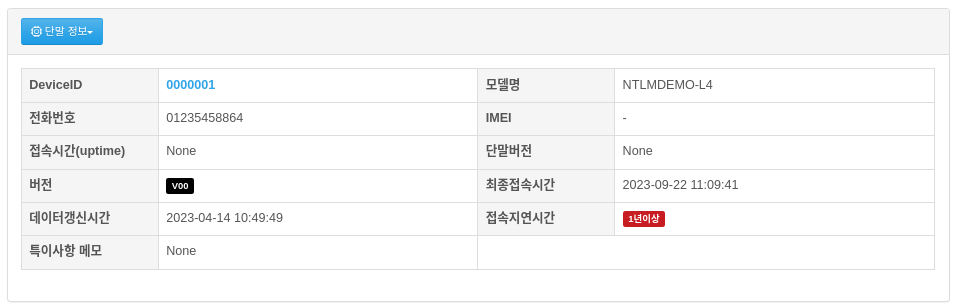 단말 정보
DeviceID 0000001 모델명 NTLMDEMO-L4
전화번호 01235458864 IMEI -
접속시간(uptime) None 단말버전 None
버전 V00 최종접속시간 2023-09-22 11:09:41
데이터갱신시간 2023-04-14 10:49:49 접속지연시간 1년이상
특이사항 메모 None